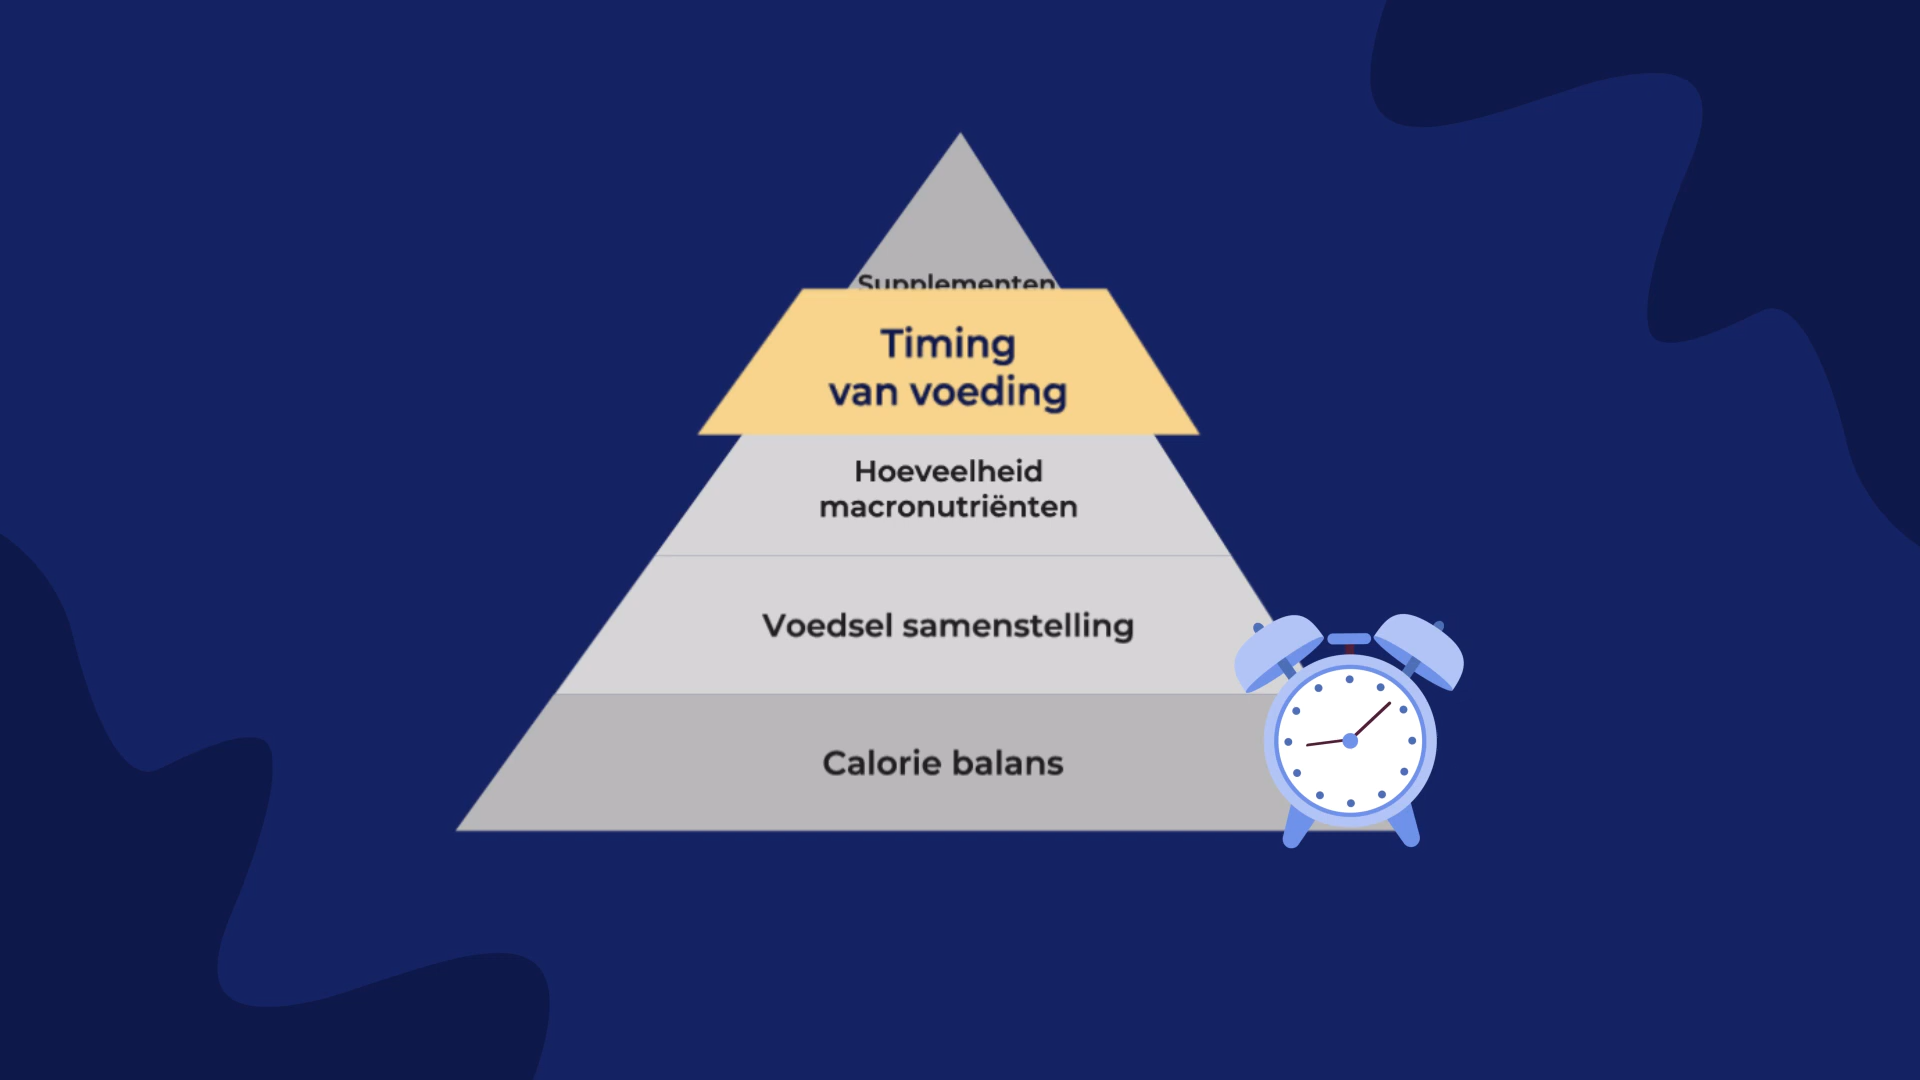 Supplementen
Timing
van voeding
Hoeveelheid
macronutriënten
Voedsel samenstelling
Calorie balans